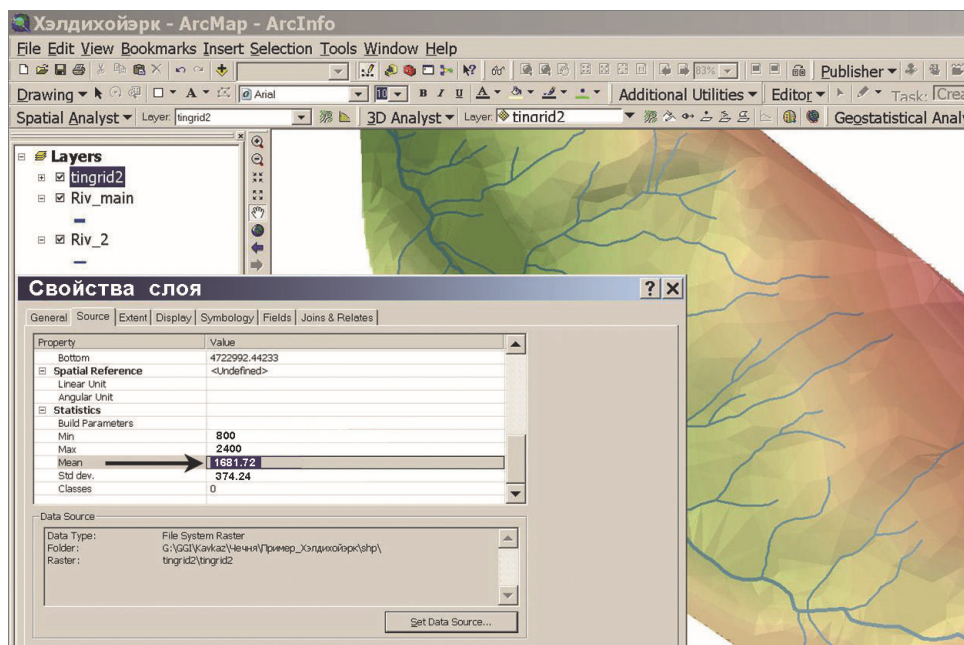 Хэлдихойэрк - ArcMap - ArcInfo
File Edit View Bookmarks Insert Selection Tools Window Help
83% Publisher
Drawing A Arial 10 B I U A Additional Utilities Editor Task: Crea
Spatial Analyst Layer: tingrid2 3D Analyst Layer: tingrid2 Geostatistical Analy
Layers
tingrid2
Riv_main
Riv_2
Свойства слоя
General Source Extent Display Symbology Fields Joins & Relates
Property Value
Bottom 4722992.44233
Spatial Reference <Undefined>
Linear Unit
Angular Unit
Statistics
Build Parameters
Min 800
Max 2400
Mean 1681.72
Std dev. 374.24
Classes 0
Data Source
Data Type: File System Raster
Folder: G:\GGI\Kavkaz\Чечня\Пример_Хэлдихойэрк\shp\
Raster: tingrid2\tingrid2
Set Data Source...